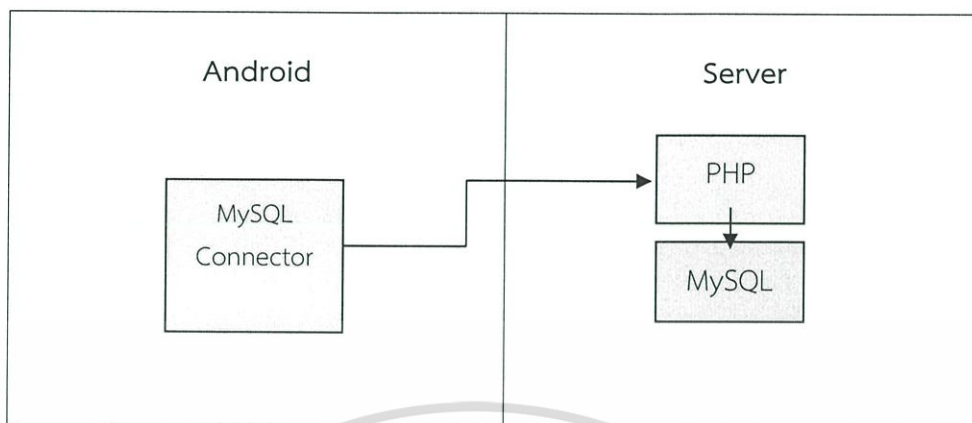 Android
MySQL
Connector
Server
PHP
MySQL